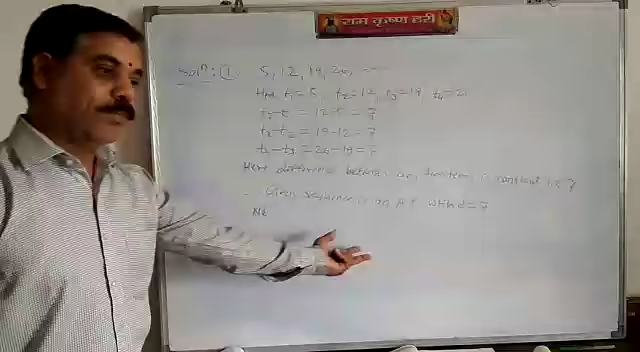 राम कृष्ण हरी
Solⁿ: ① 5, 12, 19, 26, ---
Here t₁ = 5, t₂ = 12, t₃ = 19, t₄ = 26
t₂-t₁ = 12-5 = 7
t₃-t₂ = 19-12 = 7
t₄-t₃ = 26-19 = 7
Here difference between two is constant i.e. 7
Given sequence is an A.P. with d = 7
Ne